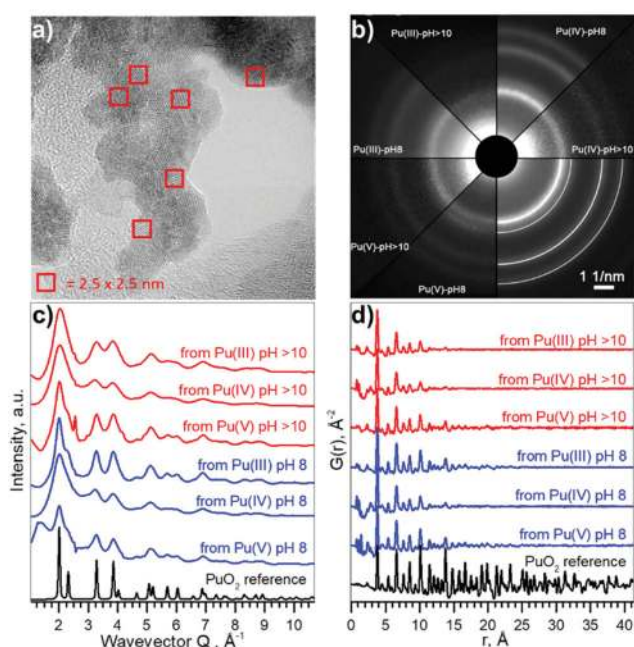 a)
= 2.5 x 2.5 nm
b)
Pu(III)-pH>10
Pu(IV)-pH8
Pu(III)-pH8
Pu(IV)-pH>10
Pu(V)-pH>10
Pu(V)-pH8
1 1/nm
c)
from Pu(III) pH >10
from Pu(IV) pH >10
from Pu(V) pH >10
from Pu(III) pH 8
from Pu(IV) pH 8
from Pu(V) pH 8
PuO₂ reference
Intensity, a.u.
2 3 4 5 6 7 8 9 10
Wavevector Q , Å⁻¹
d)
from Pu(III) pH >10
from Pu(IV) pH >10
from Pu(V) pH >10
from Pu(III) pH 8
from Pu(IV) pH 8
from Pu(V) pH 8
PuO₂ reference
G(r), Å⁻²
0 5 10 15 20 25 30 35 40
r, Å